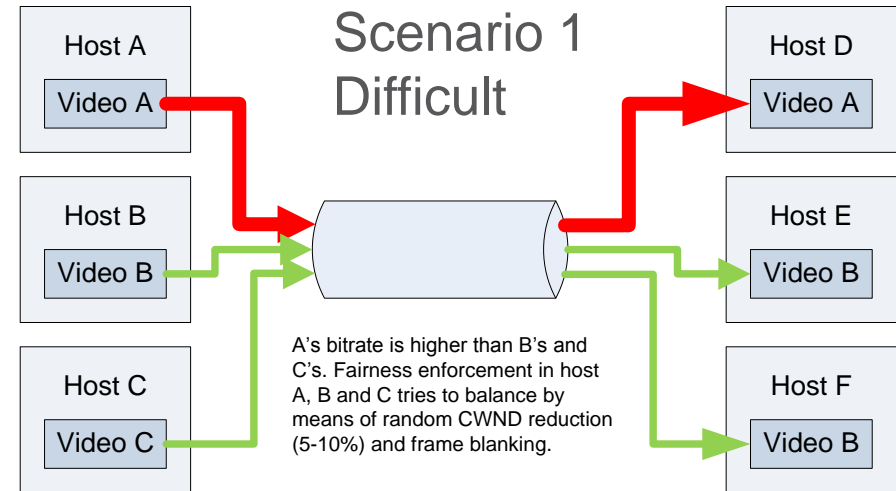 Scenario 1
Difficult
Host A
Video A
Host B
Video B
Host C
Video C
Host D
Video A
Host E
Video B
Host F
Video B
A's bitrate is higher than B's and
C's. Fairness enforcement in host
A, B and C tries to balance by
means of random CWND reduction
(5-10%) and frame blanking.